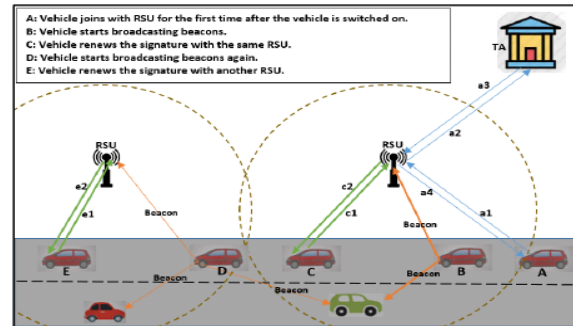 A: Vehicle joins with RSU for the first time after the vehicle is switched on.
B: Vehicle starts broadcasting beacons.
C: Vehicle renews the signature with the same RSU.
D: Vehicle starts broadcasting beacons again.
E: Vehicle renews the signature with another RSU.
TA
a3
a2
RSU
RSU
e2
e1
Beacon
c2
c1
a4
a1
Beacon
E
D
C
B
A
Beacon
Beacon
Beacon